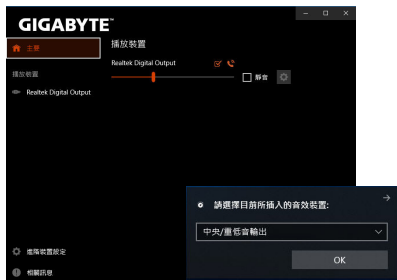 GIGABYTE™
主要
播放裝置
Realtek Digital Output
靜音
播放裝置
Realtek Digital Output
請選擇目前所插入的音效裝置:
中央/重低音輸出
OK
進階裝置設定
相關訊息